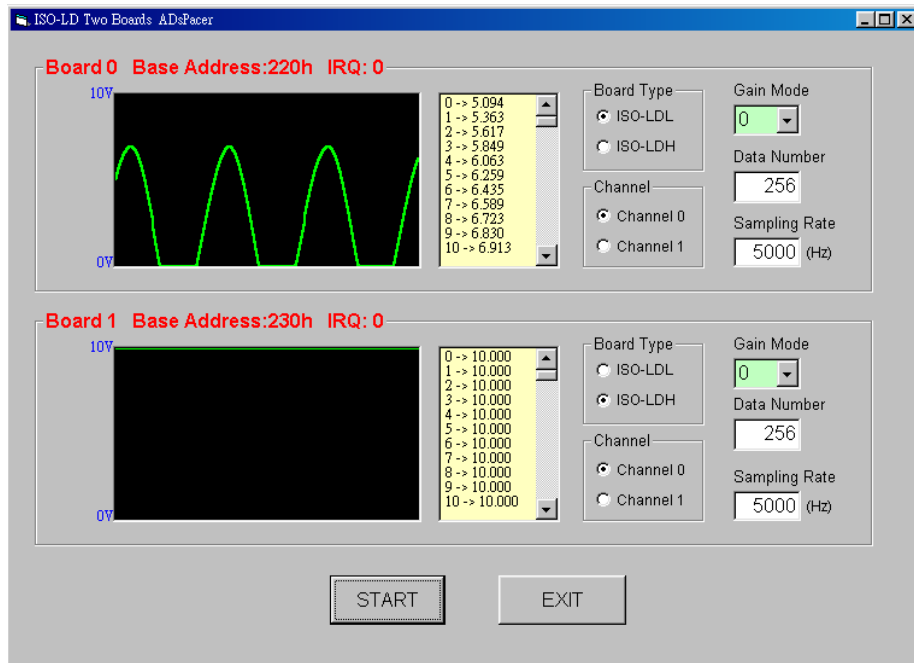 ISO-LD Two Boards ADsPacer
Board 0 Base Address:220h IRQ: 0
10V
0V
0 -> 5.094
1 -> 5.363
2 -> 5.617
3 -> 5.849
4 -> 6.063
5 -> 6.259
6 -> 6.435
7 -> 6.589
8 -> 6.723
9 -> 6.830
10 -> 6.913
Board Type
ISO-LDL
ISO-LDH
Channel
Channel 0
Channel 1
Gain Mode
0
Data Number
256
Sampling Rate
5000 (Hz)
Board 1 Base Address:230h IRQ: 0
10V
0V
0 -> 10.000
1 -> 10.000
2 -> 10.000
3 -> 10.000
4 -> 10.000
5 -> 10.000
6 -> 10.000
7 -> 10.000
8 -> 10.000
9 -> 10.000
10 -> 10.000
Board Type
ISO-LDL
ISO-LDH
Channel
Channel 0
Channel 1
Gain Mode
0
Data Number
256
Sampling Rate
5000 (Hz)
START
EXIT